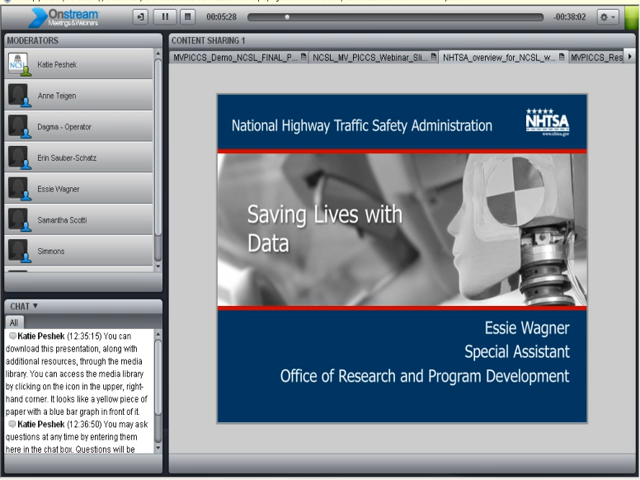 Onstream
Meetings & Webinars
00:05:28
-00:38:02
MODERATORS
NCSL
Katie Peshek
Anne Teigen
Dagma - Operator
Erin Sauber-Schatz
Essie Wagner
Samantha Scotti
Simmons
CHAT
All
Katie Peshek (12:35:15) You can
download this presentation, along with
additional resources, through the media
library. You can access the media library
by clicking on the icon in the upper, right-
hand corner. It looks like a yellow piece of
paper with a blue bar graph in front of it.
Katie Peshek (12:36:50) You may ask
questions at any time by entering them
here in the chat box. Questions will be
CONTENT SHARING 1
MVPICCS_Demo_NCSL_FINAL_P...
NCSL_MV_PICCS_Webinar_Sli...
NHTSA_overview_for_NCSL_w...
MVPICCS_Res
National Highway Traffic Safety Administration
NHTSA
www.nhtsa.gov
Saving Lives with
Data
Essie Wagner
Special Assistant
Office of Research and Program Development